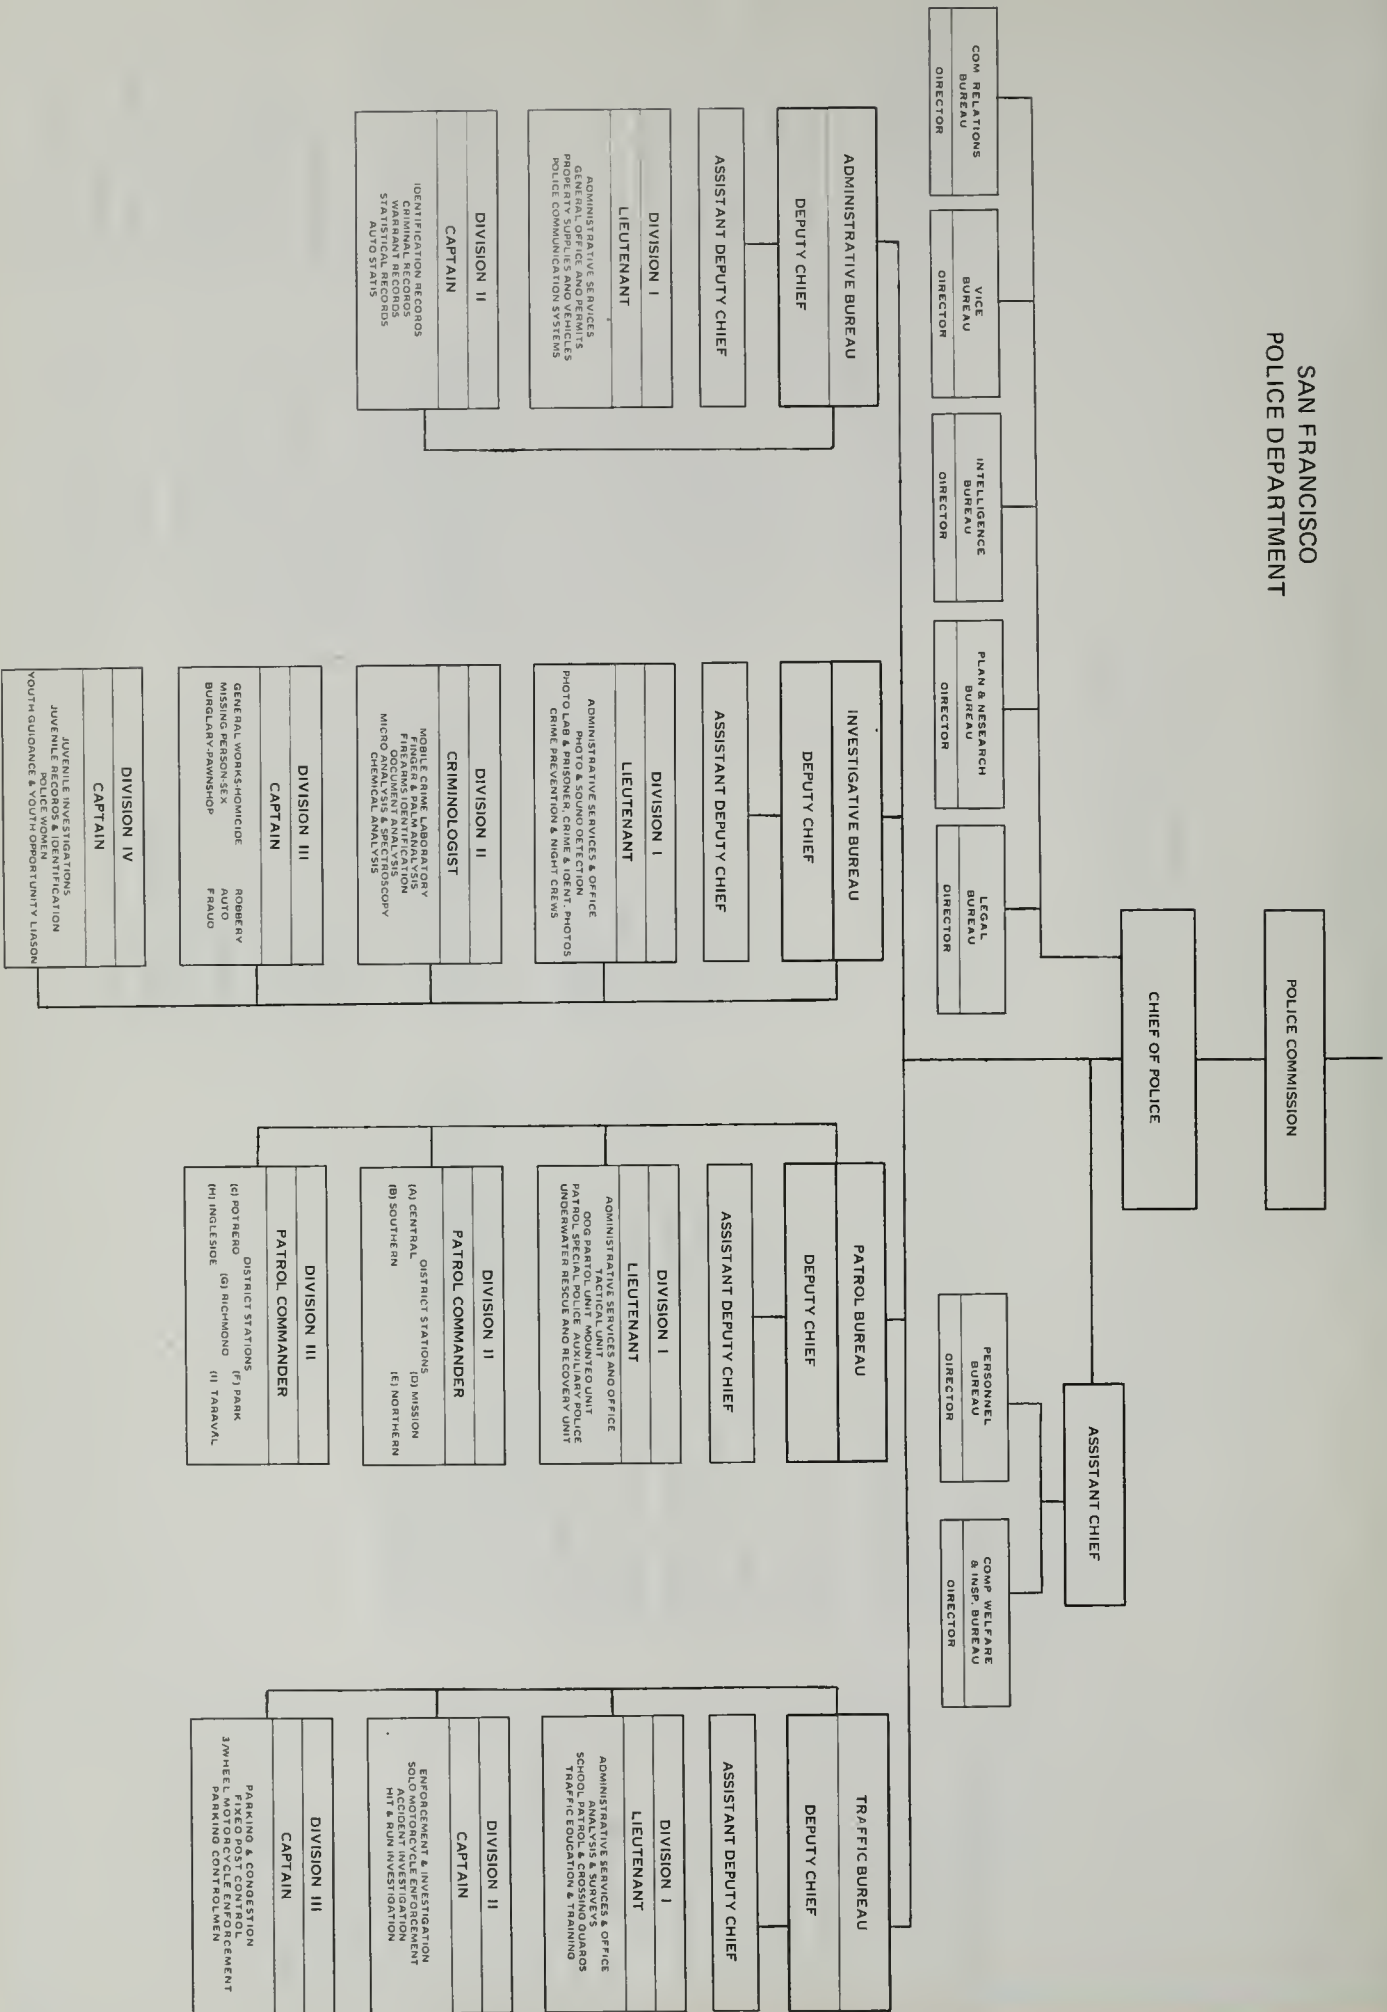 SAN FRANCISCO
POLICE DEPARTMENT
POLICE COMMISSION
CHIEF OF POLICE
ASSISTANT CHIEF
COM RELATIONS
BUREAU
DIRECTOR
VICE
BUREAU
DIRECTOR
INTELLIGENCE
BUREAU
DIRECTOR
PLAN & NESEARCH
BUREAU
DIRECTOR
LEGAL
BUREAU
DIRECTOR
PERSONNEL
BUREAU
DIRECTOR
COMP WELFARE
& INSP. BUREAU
DIRECTOR
ADMINISTRATIVE BUREAU
DEPUTY CHIEF
ASSISTANT DEPUTY CHIEF
DIVISION I
LIEUTENANT
ADMINISTRATIVE SERVICES
GENERAL OFFICE AND PERMITS
PROPERTY SUPPLIES AND VEHICLES
POLICE COMMUNICATION SYSTEMS
DIVISION II
CAPTAIN
IDENTIFICATION RECORDS
CRIMINAL RECORDS
WARRANT RECORDS
STATISTICAL RECORDS
AUTO STATIS
INVESTIGATIVE BUREAU
DEPUTY CHIEF
ASSISTANT DEPUTY CHIEF
DIVISION I
LIEUTENANT
ADMINISTRATIVE SERVICES & OFFICE
PHOTO & SOUND DETECTION
PHOTO LAB & PRISONER, CRIME & IDENT. PHOTOS
CRIME PREVENTION & NIGHT CREWS
DIVISION II
CRIMINOLOGIST
MOBILE CRIME LABORATORY
FINGER & PALM ANALYSIS
FIREARMS IDENTIFICATION
DOCUMENT ANALYSIS
MICRO ANALYSIS & SPECTROSCOPY
CHEMICAL ANALYSIS
DIVISION III
CAPTAIN
GENERAL WORKS-HOMICIDE ROBBERY
MISSING PERSON-SEX AUTO
BURGLARY-PAWNSHOP FRAUD
DIVISION IV
CAPTAIN
JUVENILE INVESTIGATIONS
JUVENILE RECORDS & IDENTIFICATION
POLICE WOMEN
YOUTH GUIDANCE & YOUTH OPPORTUNITY LIASON
PATROL BUREAU
DEPUTY CHIEF
ASSISTANT DEPUTY CHIEF
DIVISION I
LIEUTENANT
ADMINISTRATIVE SERVICES AND OFFICE
TACTICAL UNIT
DOG PARTOL UNIT MOUNTED UNIT
PATROL SPECIAL POLICE AUXILIARY POLICE
UNDERWATER RESCUE AND RECOVERY UNIT
DIVISION II
PATROL COMMANDER
DISTRICT STATIONS
(A) CENTRAL (D) MISSION
(B) SOUTHERN (E) NORTHERN
DIVISION III
PATROL COMMANDER
DISTRICT STATIONS
(C) POTRERO (F) PARK
(G) RICHMOND
(H) INGLESIDE (I) TARAVAL
TRAFFIC BUREAU
DEPUTY CHIEF
ASSISTANT DEPUTY CHIEF
DIVISION I
LIEUTENANT
ADMINISTRATIVE SERVICES & OFFICE
ANALYSIS & SURVEYS
SCHOOL PATROL & CROSSING GUARDS
TRAFFIC EDUCATION & TRAINING
DIVISION II
CAPTAIN
ENFORCEMENT & INVESTIGATION
SOLO MOTORCYCLE ENFORCEMENT
ACCIDENT INVESTIGATION
HIT & RUN INVESTIGATION
DIVISION III
CAPTAIN
PARKING & CONGESTION
FIXED POST CONTROL
3/WHEEL MOTORCYCLE ENFORCEMENT
PARKING CONTROLMEN